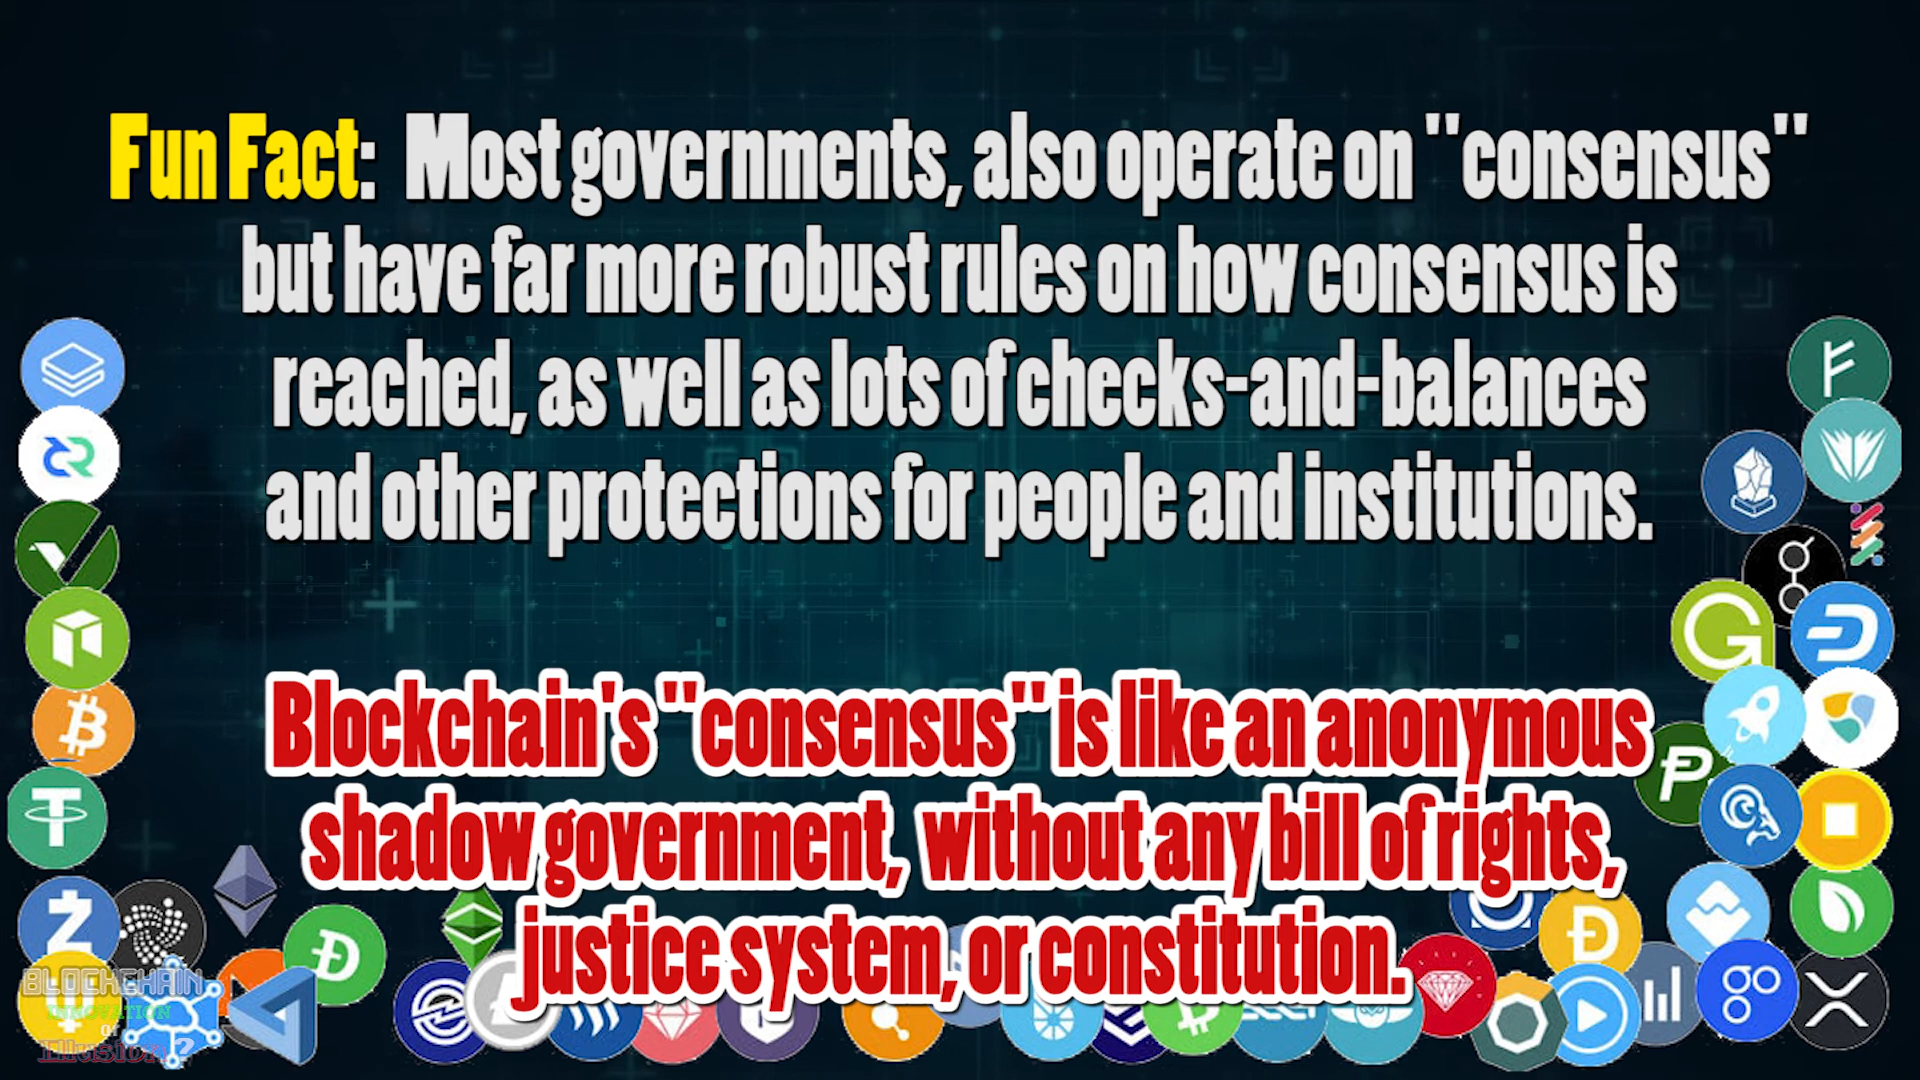 Fun Fact: Most governments, also operate on "consensus"
but have far more robust rules on how consensus is
reached, as well as lots of checks-and-balances
and other protections for people and institutions.
Blockchain's "consensus" is like an anonymous
shadow government, without any bill of rights,
justice system, or constitution.
BLOCKCHAIN
INNOVATION
or
Illusion?